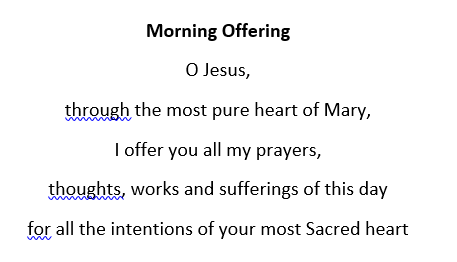 Morning Offering
O Jesus,
through the most pure heart of Mary,
I offer you all my prayers,
thoughts, works and sufferings of this day
for all the intentions of your most Sacred heart